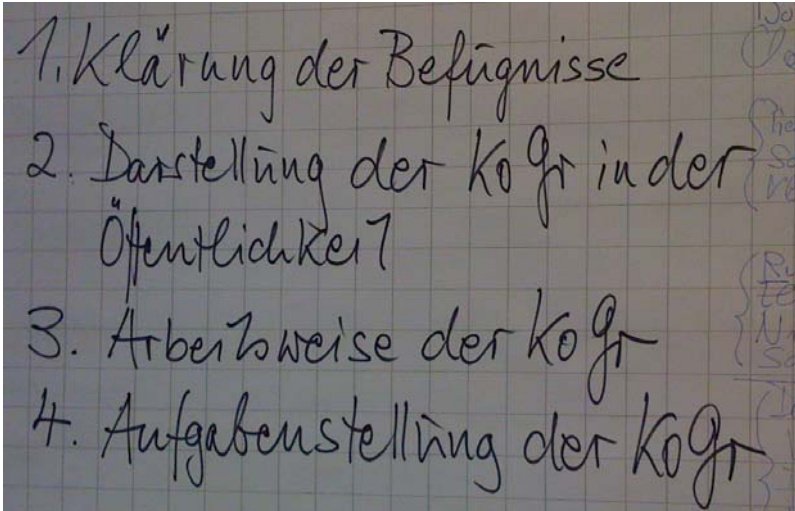 1. Klärung der Befugnisse
2. Darstellung der KoGr in der
Öffentlichkeit
3. Arbeitsweise der KoGr
4. Aufgabenstellung der KoGr